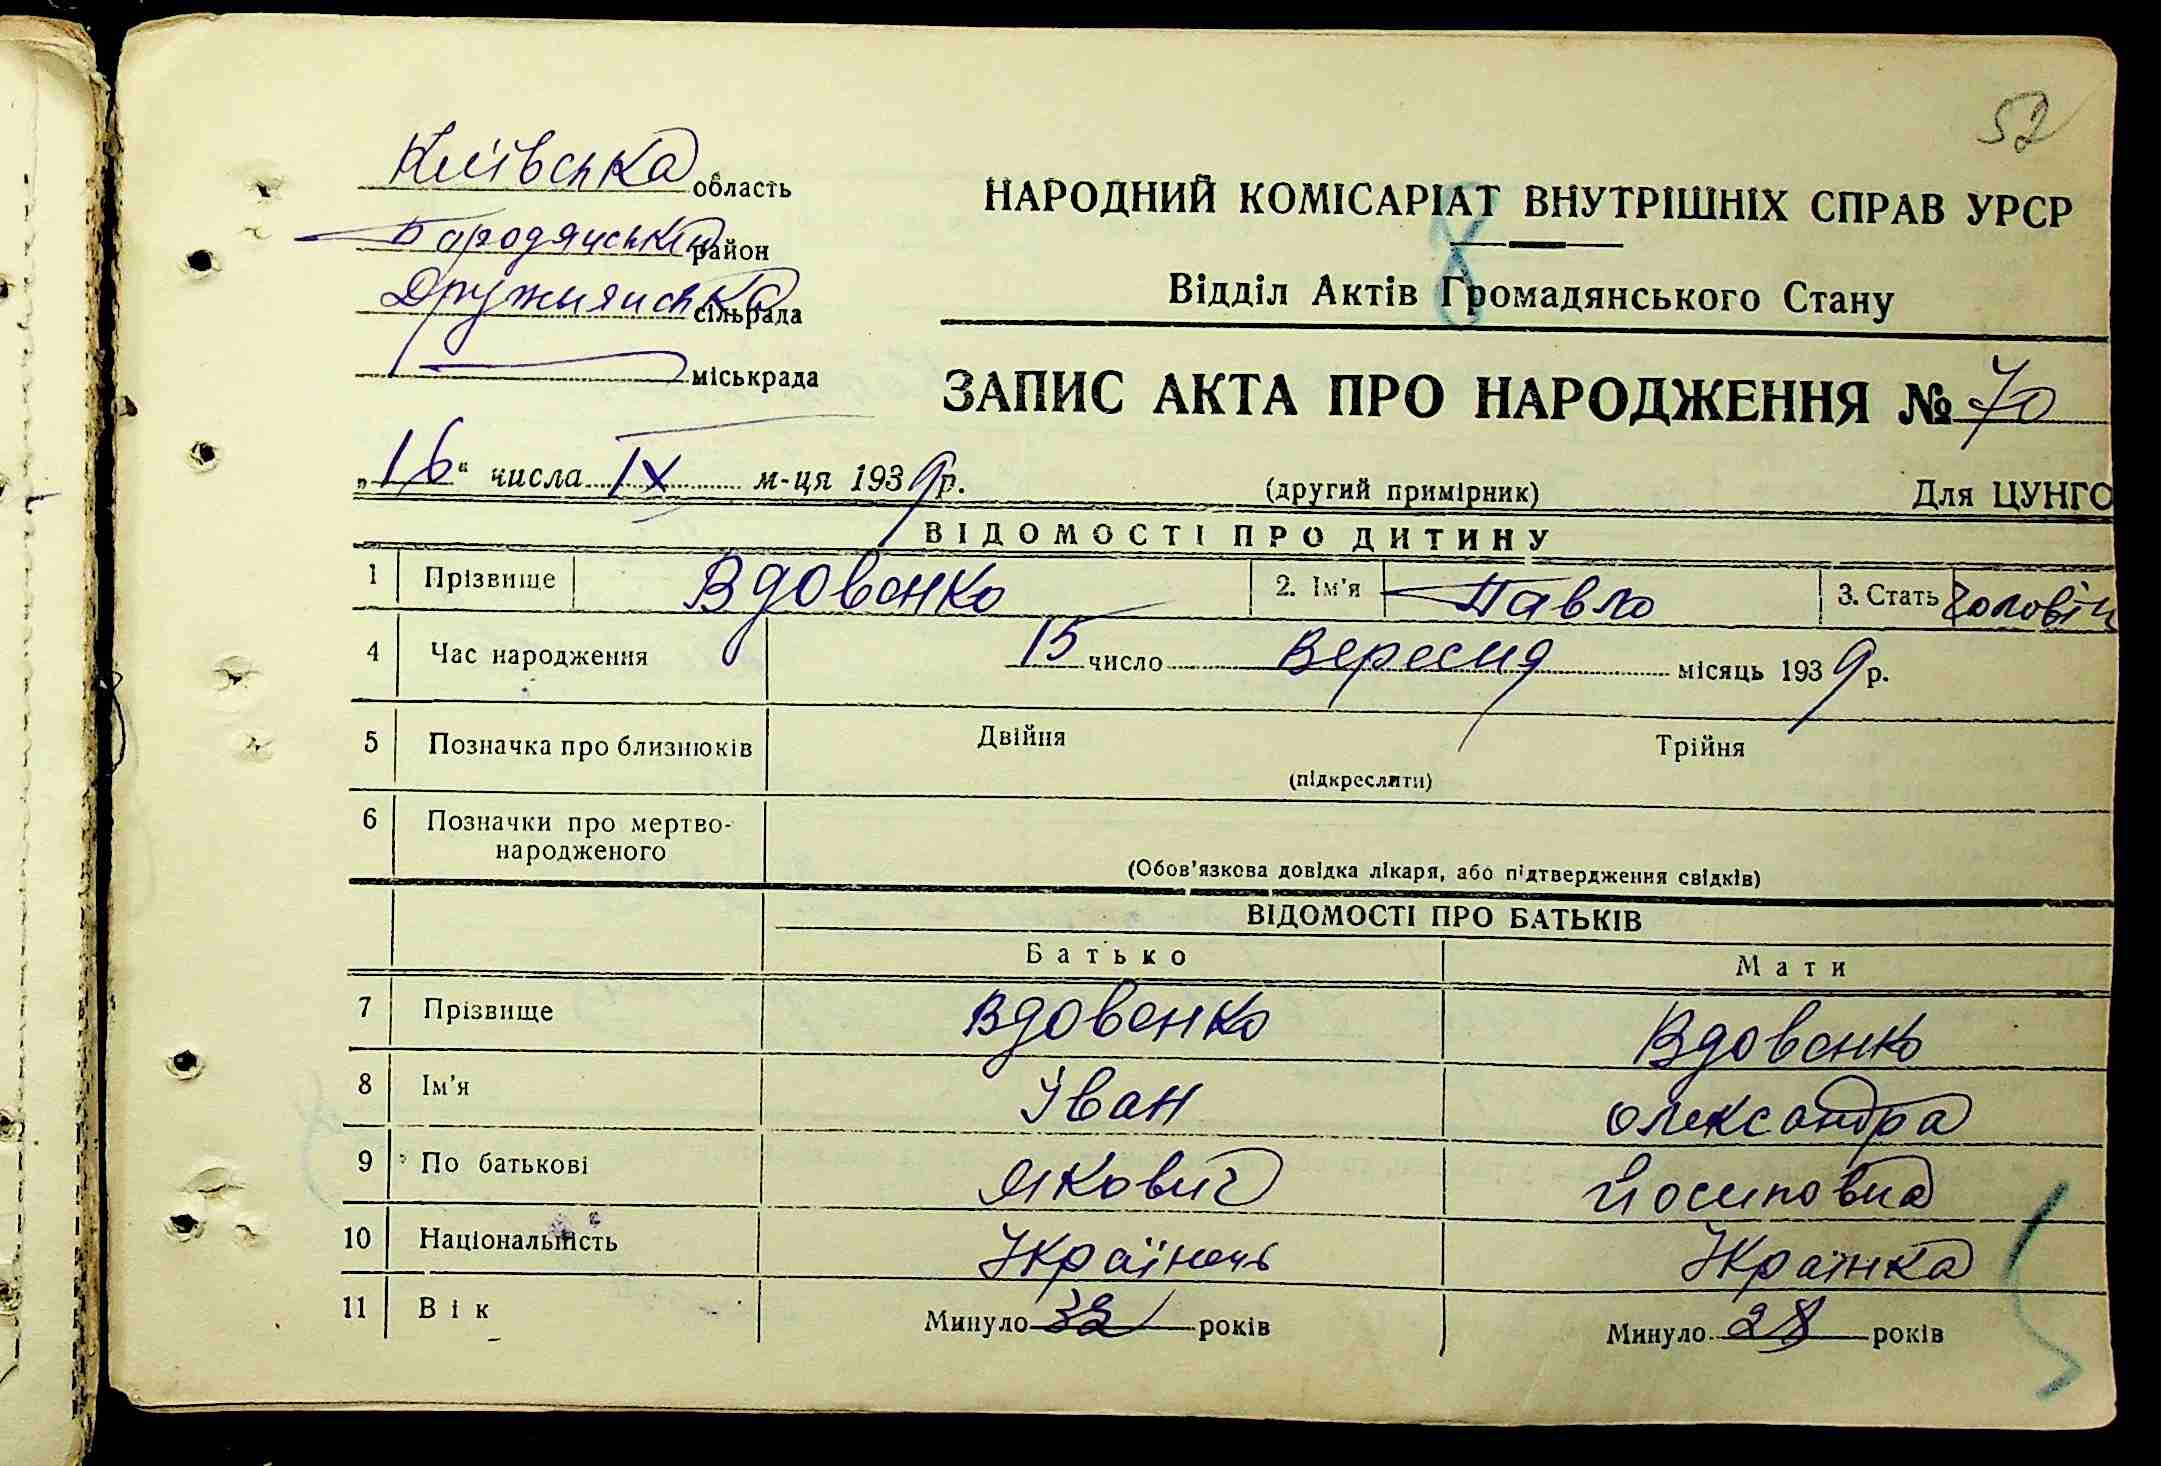 52
Київська область
Бородянський район
Дружнянська сільрада
міськрада
НАРОДНИЙ КОМІСАРІАТ ВНУТРІШНІХ СПРАВ УРСР
8
Відділ Актів Громадянського Стану
ЗАПИС АКТА ПРО НАРОДЖЕННЯ № 70
„16“ числа IX м-ця 1939 р.
(другий примірник) Для ЦУНГО
ВІДОМОСТІ ПРО ДИТИНУ
1 Прізвище Вдовенко 2. Ім'я Павло 3. Стать Чоловіч
4 Час народження 15 число Вересня місяць 1939 р.
5 Позначка про близнюків Двійня Трійня
(підкреслити)
6 Позначки про мертво-
народженого
(Обов'язкова довідка лікаря, або підтвердження свідків)
ВІДОМОСТІ ПРО БАТЬКІВ
Батько Мати
7 Прізвище Вдовенко Вдовенко
8 Ім'я Іван Олександра
9 По батькові Якович Йосиповна
10 Національність Українець Українка
11 Вік Минуло 32 років Минуло 28 років